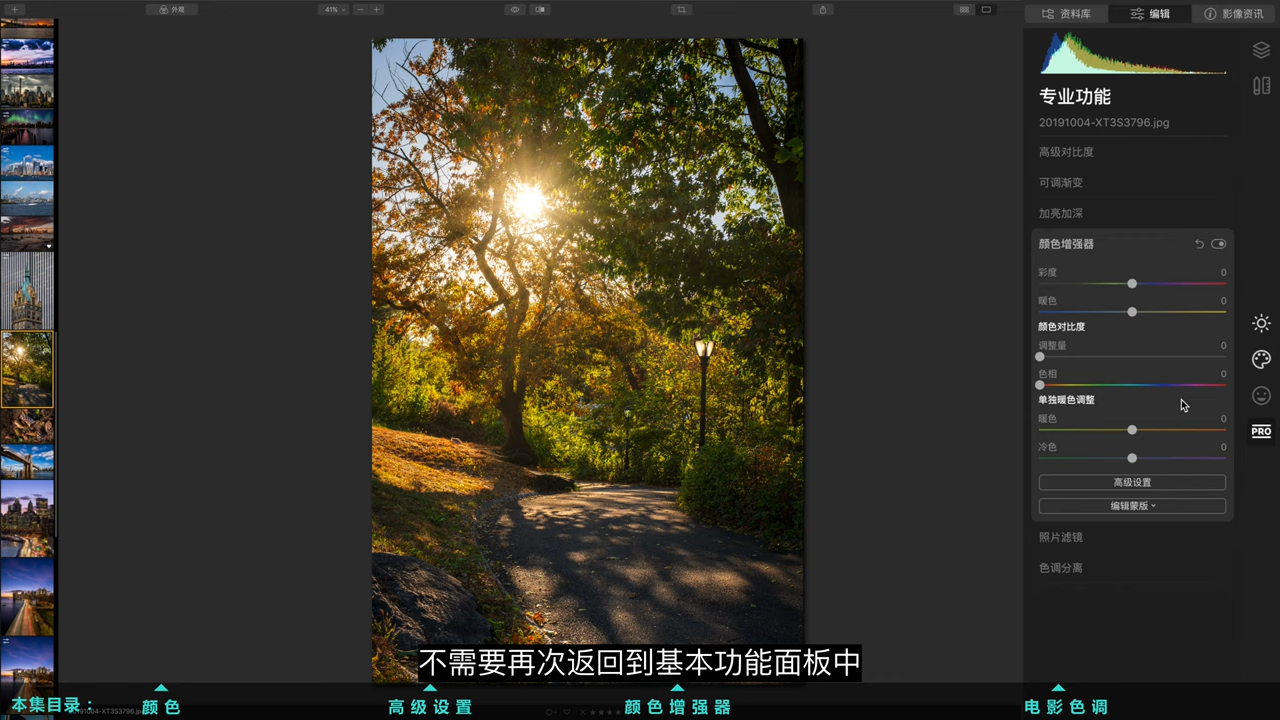 外观
41%
资料库
编辑
影像资讯
专业功能
20191004-XT3S3796.jpg
高级对比度
可调渐变
加亮加深
颜色增强器
彩度 0
暖色 0
颜色对比度
调整量 0
色相 0
单独暖色调整
暖色 0
冷色 0
高级设置
编辑蒙版
照片滤镜
色调分离
PRO
不需要再次返回到基本功能面板中
本集目录：
颜色
高级设置
颜色增强器
电影色调